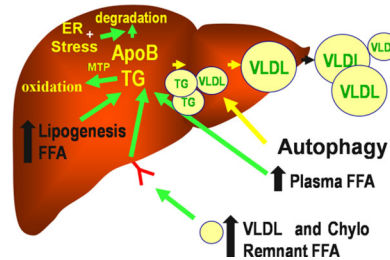 degradation
ER +
Stress
ApoB
MTP
TG
oxidation
TG
VLDL
TG
VLDL
VLDL
VLDL
VLDL
Lipogenesis
FFA
Autophagy
Plasma FFA
VLDL and Chylo
Remnant FFA